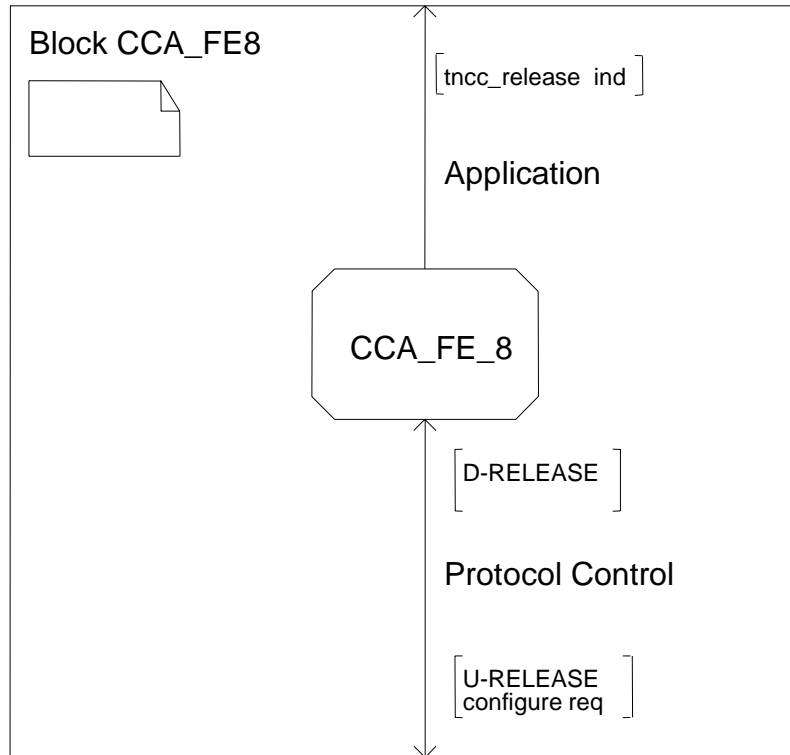 Block CCA_FE8
tncc_release ind
Application
CCA_FE_8
D-RELEASE
Protocol Control
U-RELEASE
configure req